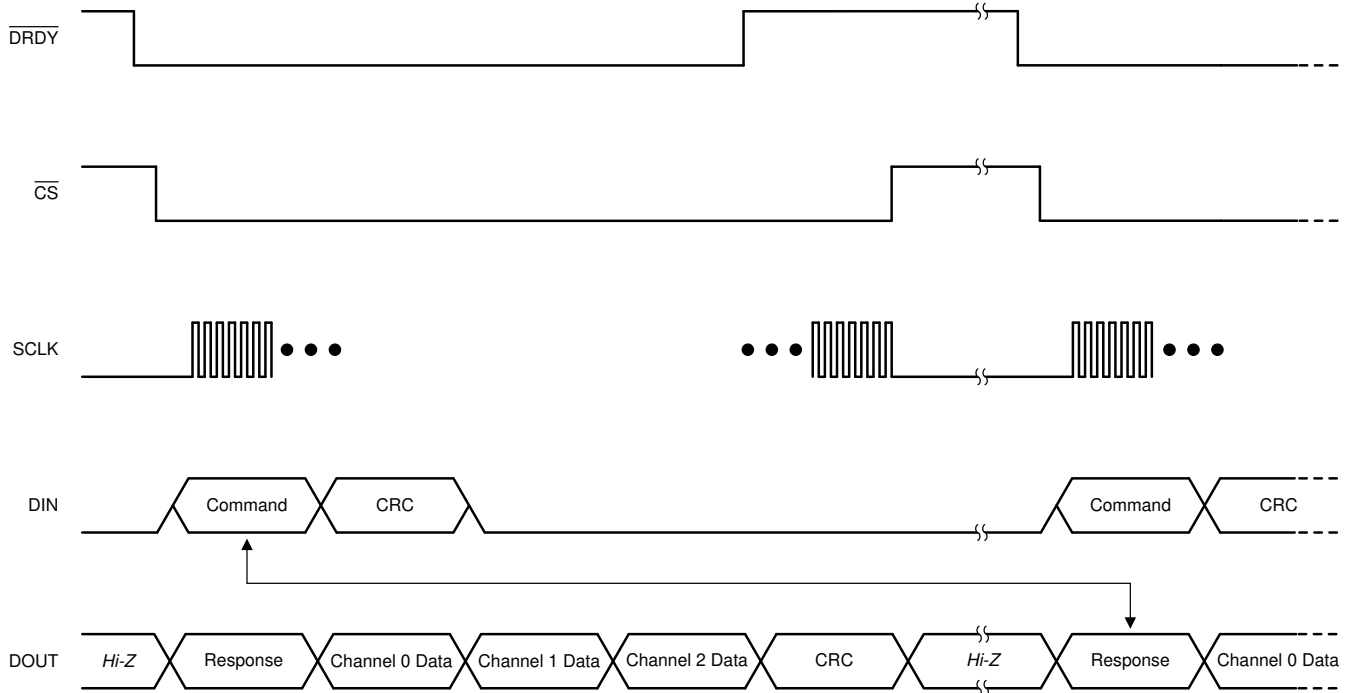 DRDY
CS
SCLK
DIN Command CRC Command CRC
DOUT Hi-Z Response Channel 0 Data Channel 1 Data Channel 2 Data CRC Hi-Z Response Channel 0 Data